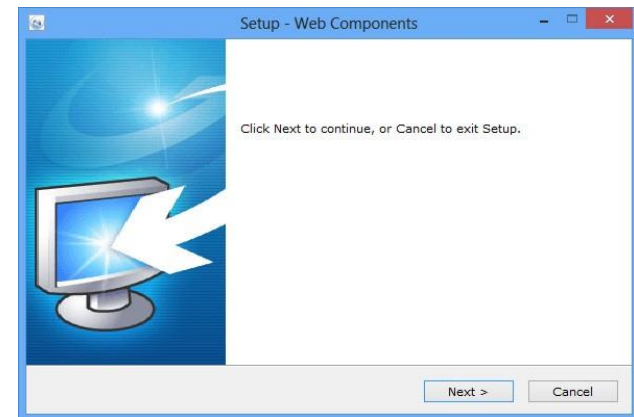 Setup - Web Components
Click Next to continue, or Cancel to exit Setup.
Next >
Cancel